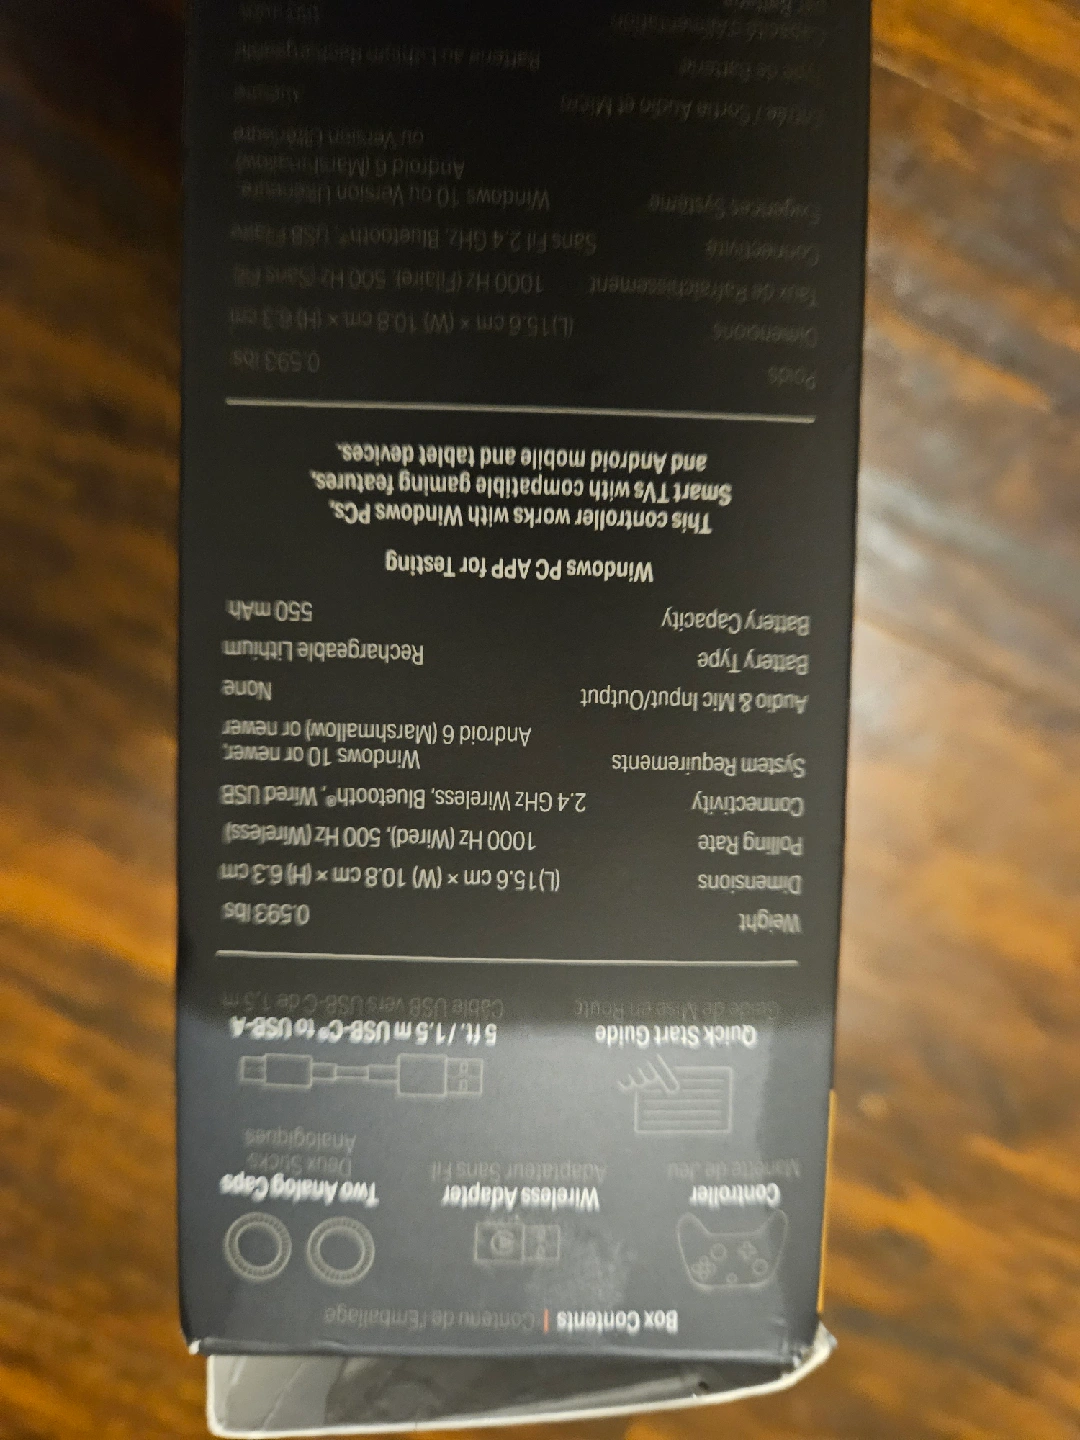 Box Contents | Contenu de l'Emballage
Controller
Manette de Jeu
Wireless Adapter
Adaptateur Sans Fil
Two Analog Caps
Deux Sticks
Analogiques
Quick Start Guide
Guide de Mise en Route
5 ft. / 1.5 m USB-C® to USB-A
Câble USB vers USB-C de 1,5 m
Weight 0.593 lbs
Dimensions (L)15.6 cm × (W) 10.8 cm × (H) 6.3 cm
Polling Rate 1000 Hz (Wired), 500 Hz (Wireless)
Connectivity 2.4 GHz Wireless, Bluetooth®, Wired USB
System Requirements Windows 10 or newer,
Android 6 (Marshmallow) or newer
Audio & Mic Input/Output None
Battery Type Rechargeable Lithium
Battery Capacity 550 mAh
Windows PC APP for Testing
This controller works with Windows PCs,
Smart TVs with compatible gaming features,
and Android mobile and tablet devices.
Poids 0.593 lbs
Dimensions (L)15.6 cm × (W) 10.8 cm × (H) 6.3 cm
Taux de Rafraîchissement 1000 Hz (Filaire), 500 Hz (Sans Fil)
Connectivité Sans Fil 2.4 GHz, Bluetooth®, USB Filaire
Exigences Système Windows 10 ou Version Ultérieure,
Android 6 (Marshmallow)
ou Version Ultérieure
Entrée / Sortie Audio et Micro Aucune
Type de Batterie Batterie au Lithium Rechargeable